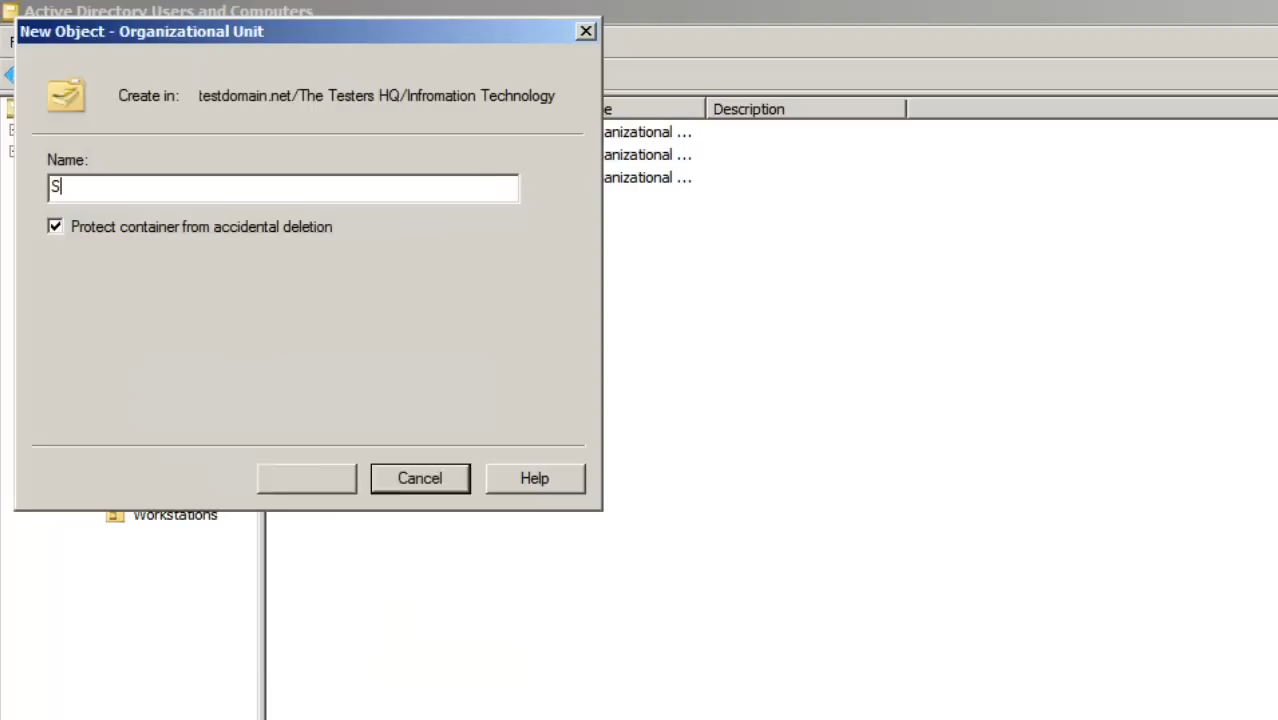 Active Directory Users and Computers
New Object - Organizational Unit
Create in: testdomain.net/The Testers HQ/Infromation Technology
Name:
S
Protect container from accidental deletion
Cancel
Help
Description
anizational ...
anizational ...
anizational ...
Workstations